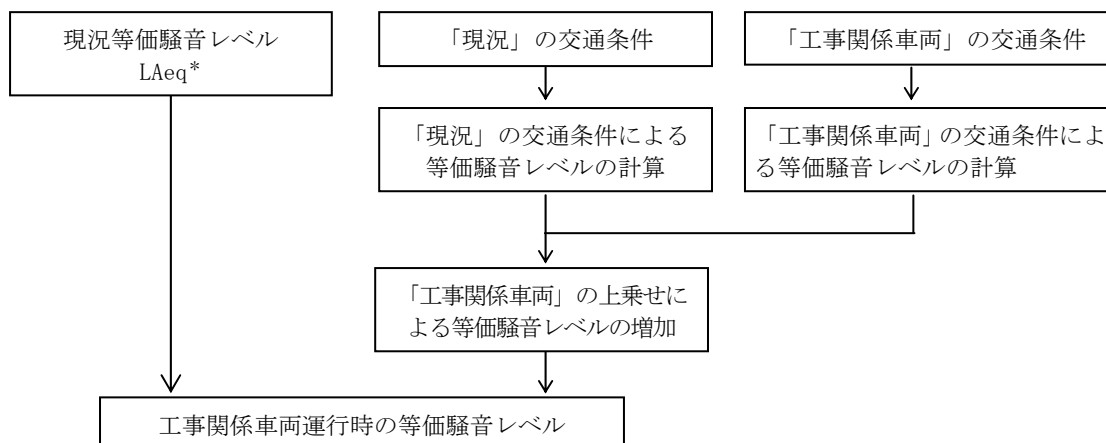 現況等価騒音レベル
LAeq*
「現況」の交通条件
「工事関係車両」の交通条件
「現況」の交通条件による
等価騒音レベルの計算
「工事関係車両」の交通条件によ
る等価騒音レベルの計算
「工事関係車両」の上乗せに
よる等価騒音レベルの増加
工事関係車両運行時の等価騒音レベル